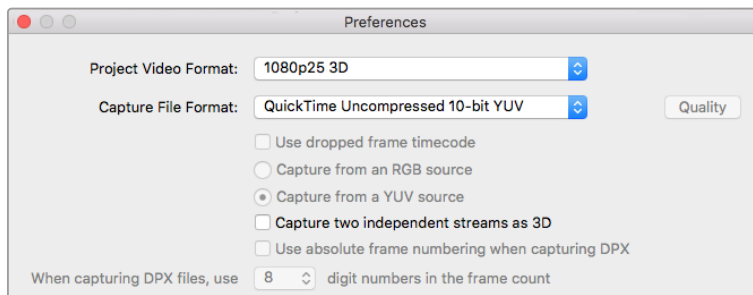 Preferences
Project Video Format: 1080p25 3D
Capture File Format: QuickTime Uncompressed 10-bit YUV Quality
Use dropped frame timecode
Capture from an RGB source
Capture from a YUV source
Capture two independent streams as 3D
Use absolute frame numbering when capturing DPX
When capturing DPX files, use 8 digit numbers in the frame count